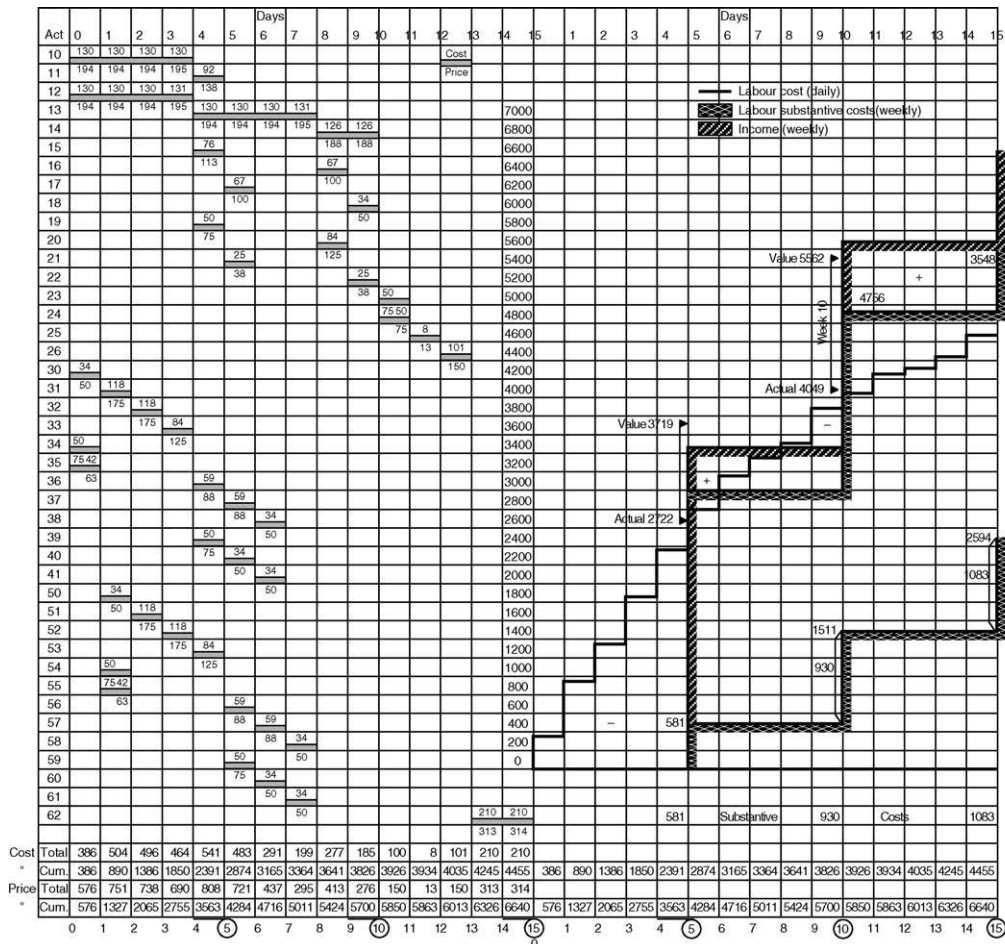 Days Days
Act 0 1 2 3 4 5 6 7 8 9 10 11 12 13 14 15 1 2 3 4 5 6 7 8 9 10 11 12 13 14 15
10 130 130 130 130 Cost
11 194 194 194 195 92 Price
12 130 130 130 131 138
13 194 194 194 195 130 130 130 131 7000
14 194 194 194 195 126 126 6800
15 76 188 188 6600
16 113 67 6400
17 67 100 6200
18 100 34 6000
19 50 50 5800
20 75 84 5600
21 25 125 5400
22 38 25 5200
23 38 50 5000
24 75 50 4800
25 75 8 4600
26 13 101 4400
30 34 150 4200
31 50 118 4000
32 175 118 3800
33 175 84 3600
34 50 125 3400
35 75 42 3200
36 63 59 3000
37 88 59 2800
38 88 34 2600
39 50 50 2400
40 75 34 2200
41 50 34 2000
50 34 50 1800
51 50 118 1600
52 175 118 1400
53 175 84 1200
54 50 125 1000
55 75 42 800
56 63 59 600
57 88 59 400
58 88 34 200
59 50 50 0
60 75 34
61 50 34
62 50 210 210
313 314
Labour cost (daily)
Labour substantive costs (weekly)
Income (weekly)
Value 5562
3548
+
4766
Week 10
Actual 4049
Value 3719
–
+
Actual 2722
2594
1083
1511
930
–
581
581 Substantive 930 Costs 1083
Cost Total 386 504 496 464 541 483 291 199 277 185 100 8 101 210 210
" Cum. 386 890 1386 1850 2391 2874 3165 3364 3641 3826 3926 3934 4035 4245 4455 386 890 1386 1850 2391 2874 3165 3364 3641 3826 3926 3934 4035 4245 4455
Price Total 576 751 738 690 808 721 437 295 413 276 150 13 150 313 314
" Cum. 576 1327 2065 2755 3563 4284 4716 5011 5424 5700 5850 5863 6013 6326 6640 576 1327 2065 2755 3563 4284 4716 5011 5424 5700 5850 5863 6013 6326 6640
0 1 2 3 4 5 6 7 8 9 10 11 12 13 14 15 1 2 3 4 5 6 7 8 9 10 11 12 13 14 15
0